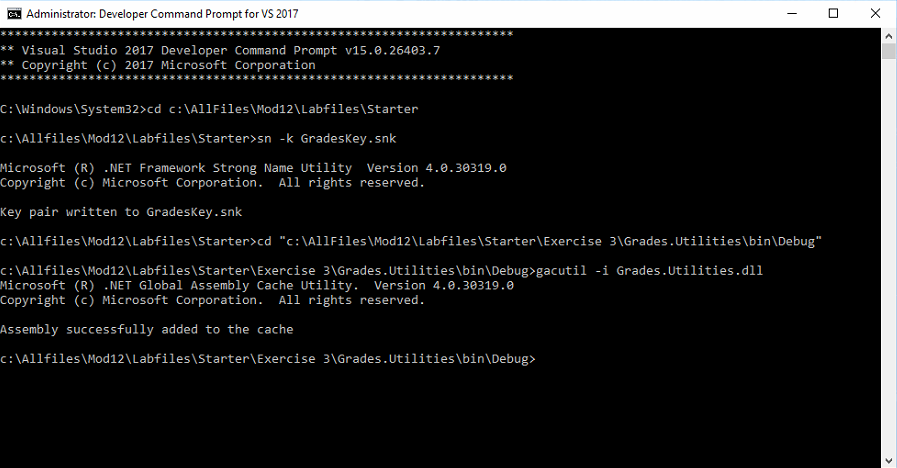 Administrator: Developer Command Prompt for VS 2017
**********************************************************************
** Visual Studio 2017 Developer Command Prompt v15.0.26403.7
** Copyright (c) 2017 Microsoft Corporation
**********************************************************************
C:\Windows\System32>cd c:\AllFiles\Mod12\Labfiles\Starter
c:\Allfiles\Mod12\Labfiles\Starter>sn -k GradesKey.snk
Microsoft (R) .NET Framework Strong Name Utility  Version 4.0.30319.0
Copyright (c) Microsoft Corporation.  All rights reserved.
Key pair written to GradesKey.snk
c:\Allfiles\Mod12\Labfiles\Starter>cd "c:\AllFiles\Mod12\Labfiles\Starter\Exercise 3\Grades.Utilities\bin\Debug"
c:\Allfiles\Mod12\Labfiles\Starter\Exercise 3\Grades.Utilities\bin\Debug>gacutil -i Grades.Utilities.dll
Microsoft (R) .NET Global Assembly Cache Utility.  Version 4.0.30319.0
Copyright (c) Microsoft Corporation.  All rights reserved.
Assembly successfully added to the cache
c:\Allfiles\Mod12\Labfiles\Starter\Exercise 3\Grades.Utilities\bin\Debug>